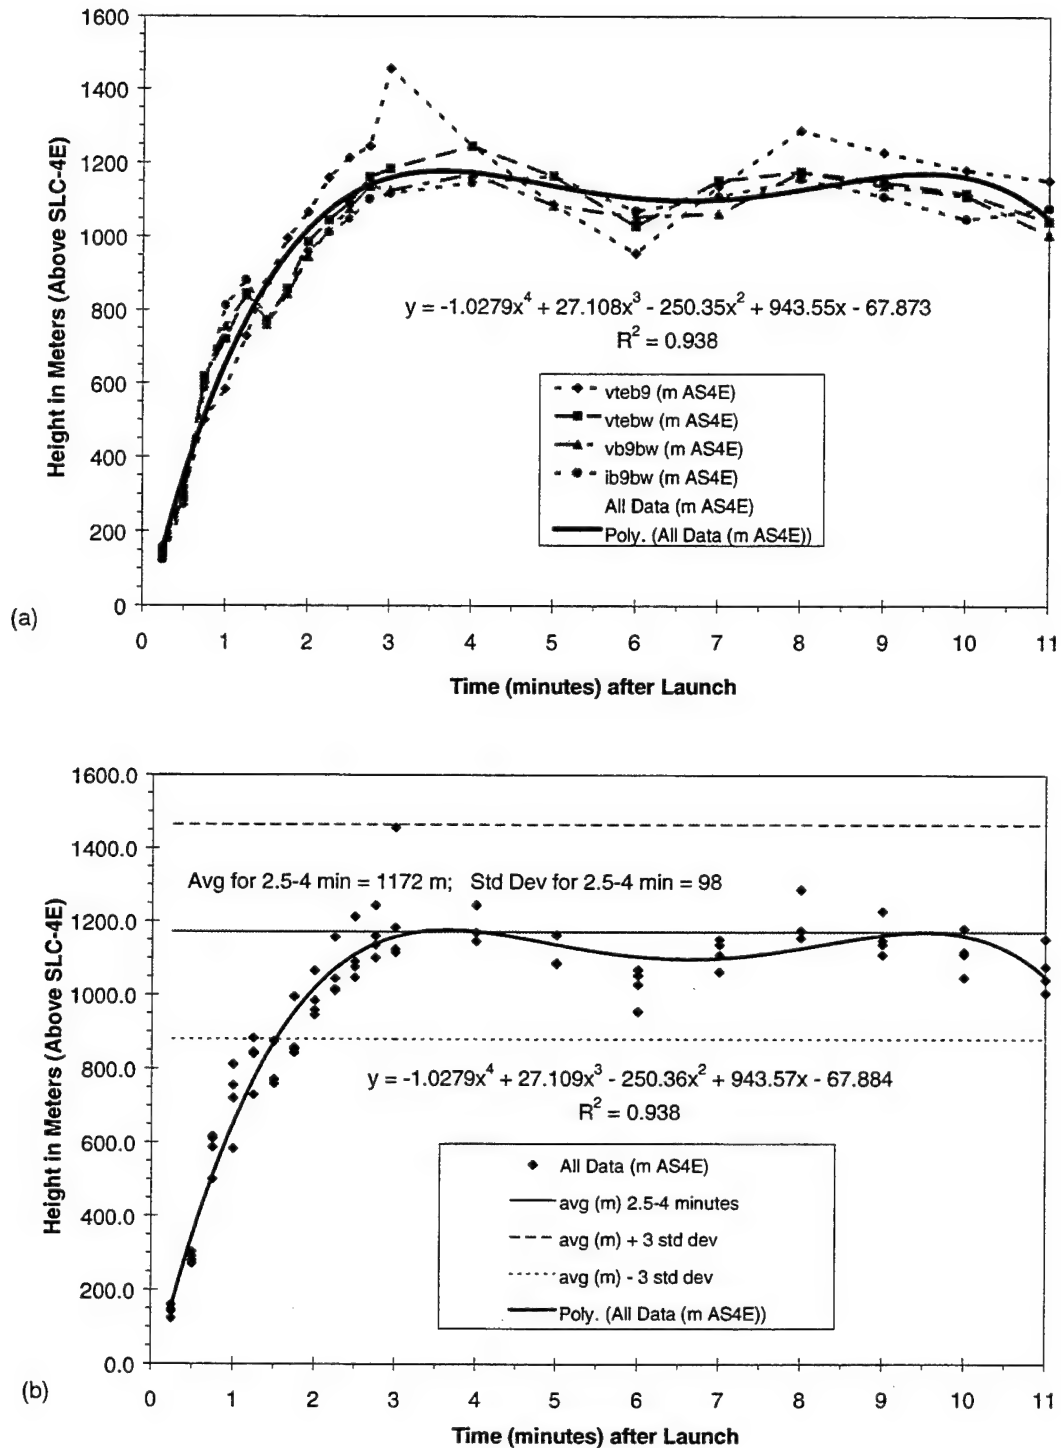 1600
1400
1200
1000
800
600
400
200
0
Height in Meters (Above SLC-4E)
y = -1.0279x⁴ + 27.108x³ - 250.35x² + 943.55x - 67.873
R² = 0.938
vteb9 (m AS4E)
vtebw (m AS4E)
vb9bw (m AS4E)
ib9bw (m AS4E)
All Data (m AS4E)
Poly. (All Data (m AS4E))
(a)
0 1 2 3 4 5 6 7 8 9 10 11
Time (minutes) after Launch
1600.0
1400.0
1200.0
1000.0
800.0
600.0
400.0
200.0
0.0
Height in Meters (Above SLC-4E)
Avg for 2.5-4 min = 1172 m; Std Dev for 2.5-4 min = 98
y = -1.0279x⁴ + 27.109x³ - 250.36x² + 943.57x - 67.884
R² = 0.938
All Data (m AS4E)
avg (m) 2.5-4 minutes
avg (m) + 3 std dev
avg (m) - 3 std dev
Poly. (All Data (m AS4E))
(b)
0 1 2 3 4 5 6 7 8 9 10 11
Time (minutes) after Launch